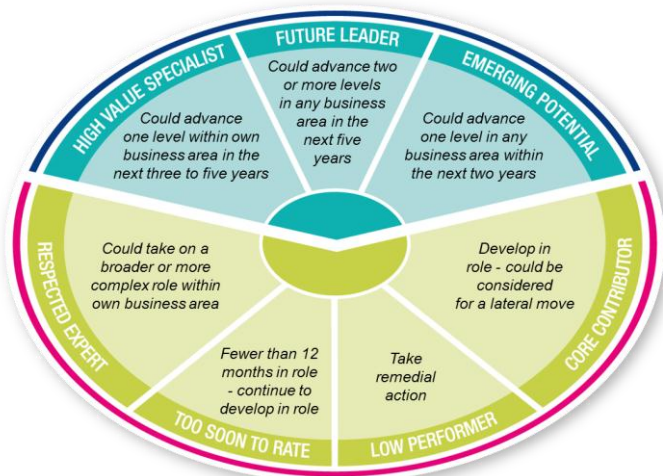 HIGH VALUE SPECIALIST
Could advance
one level within own
business area in the
next three to five years
FUTURE LEADER
Could advance two
or more levels
in any business
area in the
next five
years
EMERGING POTENTIAL
Could advance
one level in any
business area within
the next two years
RESPECTED EXPERT
Could take on a
broader or more
complex role within
own business area
TOO SOON TO RATE
Fewer than 12
months in role
- continue to
develop in role
LOW PERFORMER
Take
remedial
action
CORE CONTRIBUTOR
Develop in
role - could be
considered
for a lateral move